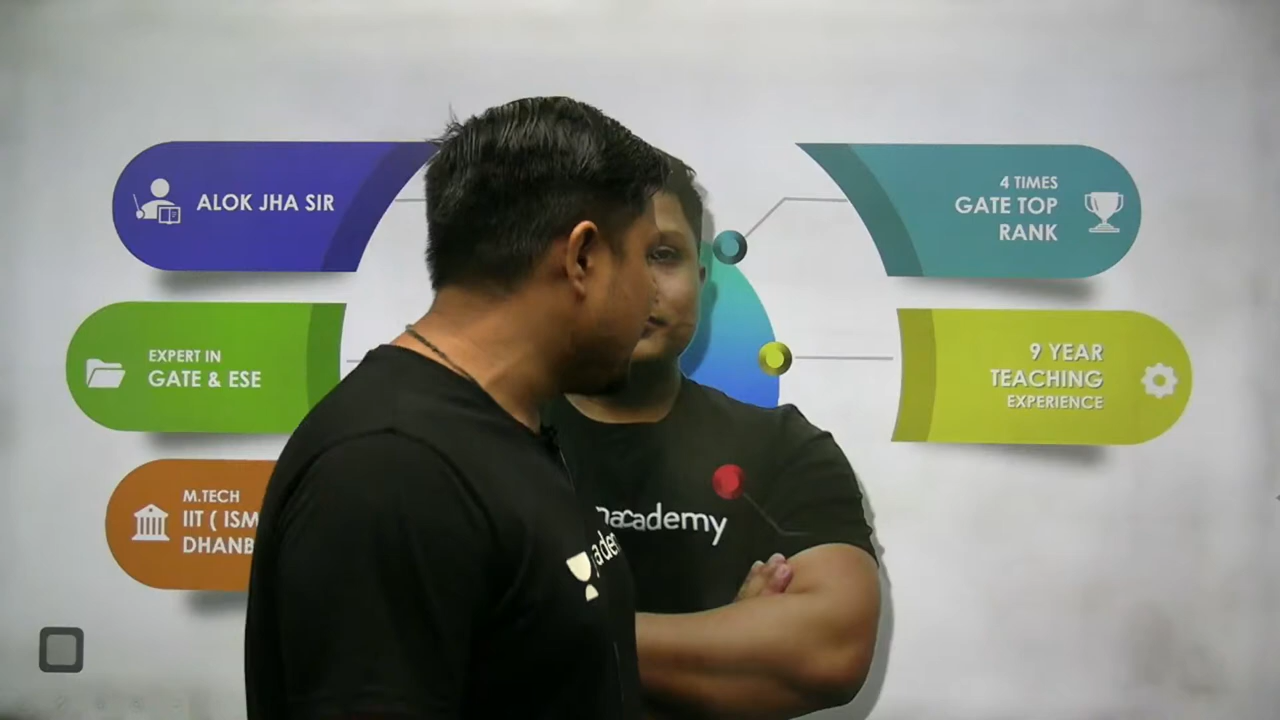 ALOK JHA SIR
EXPERT IN
GATE & ESE
M.TECH
IIT ( ISM
DHANB
4 TIMES
GATE TOP
RANK
9 YEAR
TEACHING
EXPERIENCE
nacademy